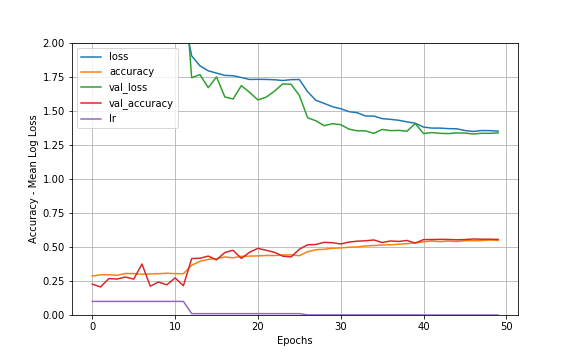 loss
accuracy
val_loss
val_accuracy
lr
2.00
1.75
1.50
1.25
1.00
0.75
0.50
0.25
0.00
Accuracy - Mean Log Loss
0 10 20 30 40 50
Epochs